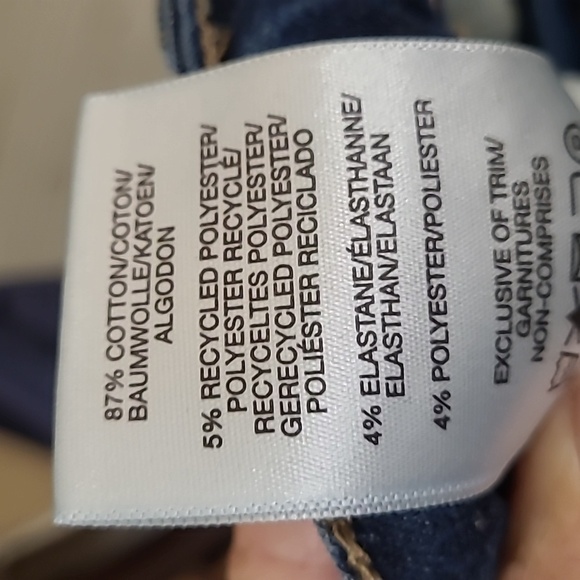 87% COTTON/COTON/
BAUMWOLLE/KATOEN/
ALGODON
5% RECYCLED POLYESTER/
POLYESTER RECYCLÉ/
RECYCELTES POLYESTER/
GERECYCLED POLYESTER/
POLIÉSTER RECICLADO
4% ELASTANE/ÉLASTHANNE/
ELASTHAN/ELASTAAN
4% POLYESTER/POLIESTER
EXCLUSIVE OF TRIM/
GARNITURES
NON-COMPRISES